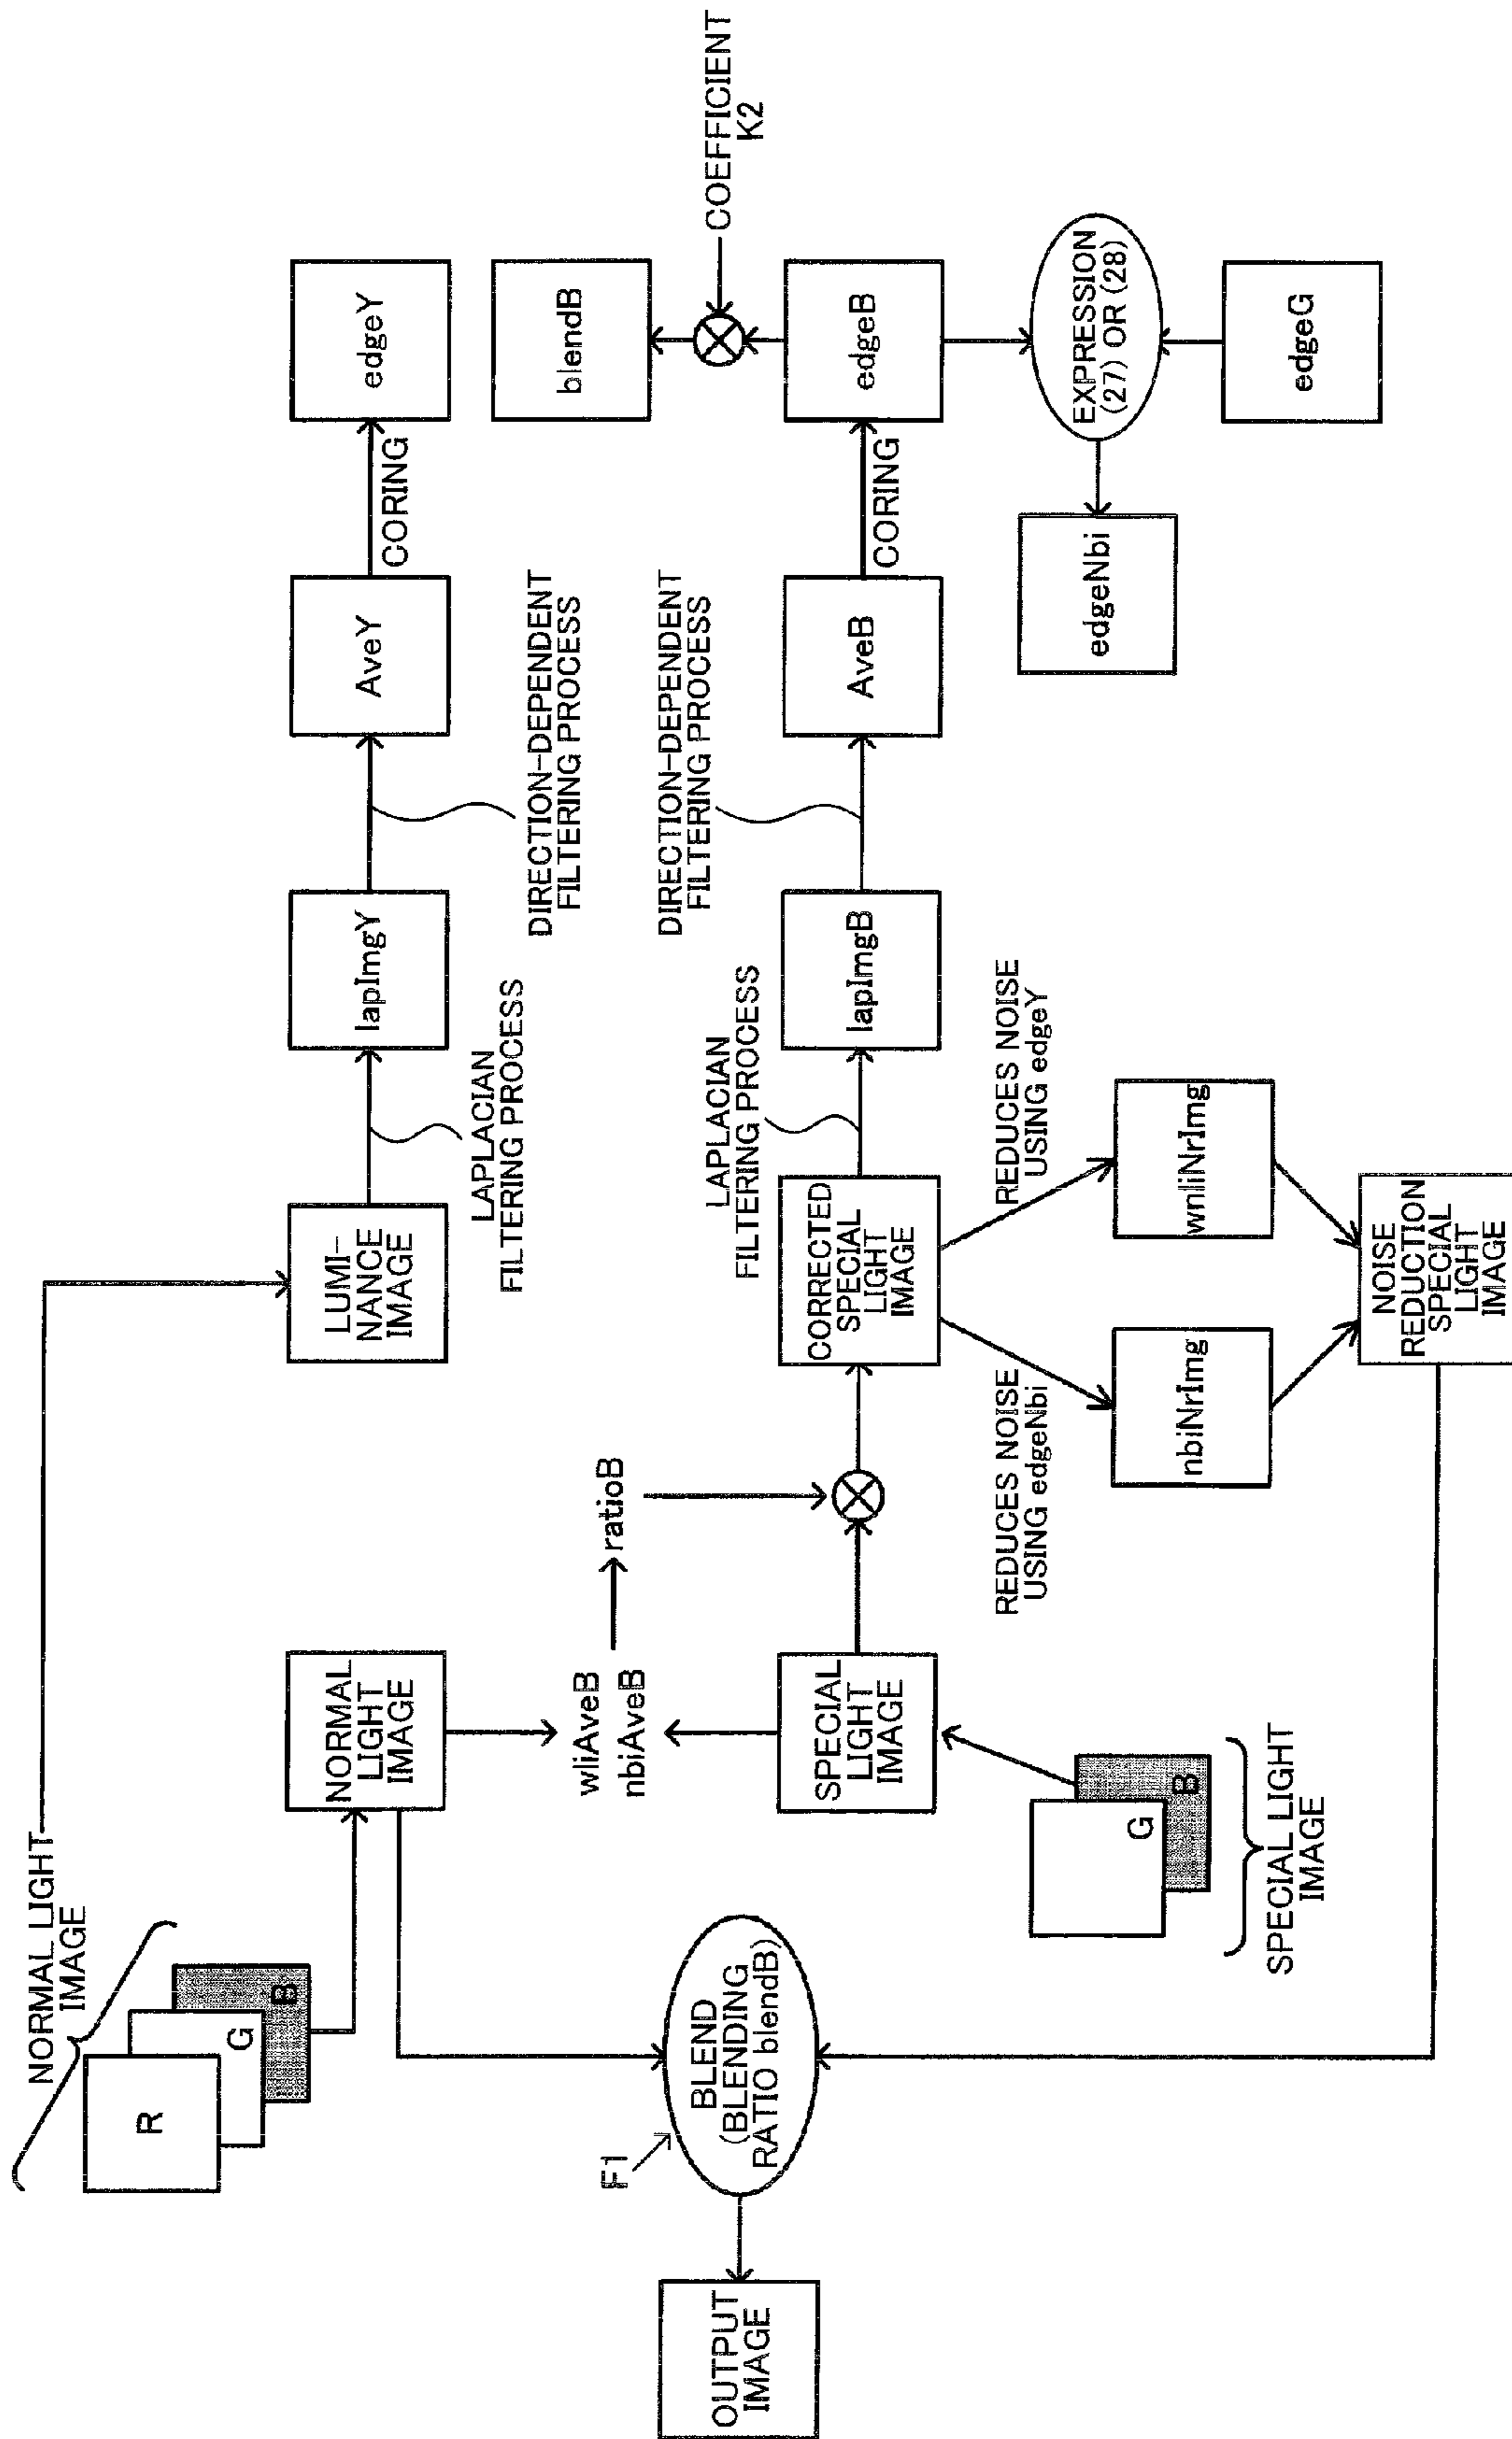 NORMAL LIGHT
IMAGE
R
G
B
NORMAL
LIGHT
IMAGE
LUMI-
NANCE
IMAGE
LAPLACIAN
FILTERING PROCESS
lapImgY
DIRECTION-DEPENDENT
FILTERING PROCESS
AveY
CORING
edgeY
F1
BLEND
(BLENDING
RATIO blendB)
OUTPUT
IMAGE
wliAveB
nbiAveB
ratioB
SPECIAL
LIGHT
IMAGE
G
B
SPECIAL LIGHT
IMAGE
CORRECTED
SPECIAL
LIGHT
IMAGE
LAPLACIAN
FILTERING PROCESS
lapImgB
DIRECTION-DEPENDENT
FILTERING PROCESS
AveB
CORING
edgeB
blendB
COEFFICIENT
K2
EXPRESSION
(27) OR (28)
edgeG
edgeNbi
REDUCES NOISE
USING edgeNbi
REDUCES NOISE
USING edgeY
nbiNrImg
wnliNrImg
NOISE
REDUCTION
SPECIAL
LIGHT
IMAGE